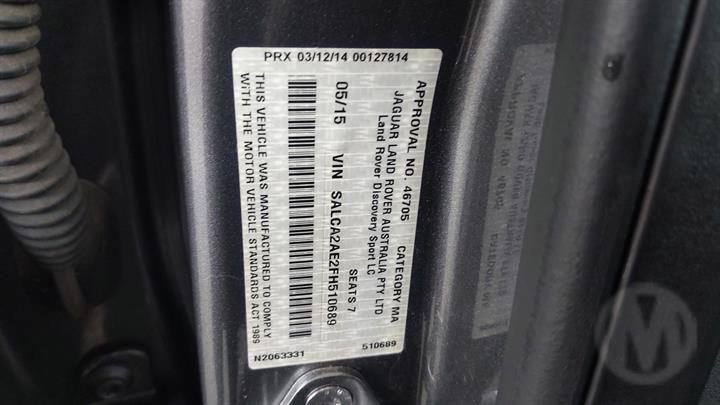 PRX 03/12/14 00127814
APPROVAL NO. 46705 CATEGORY MA
JAGUAR LAND ROVER AUSTRALIA PTY LTD
Land Rover Discovery Sport LC
SEATS 7
05/15 VIN SALCA2AE2FH510689
THIS VEHICLE WAS MANUFACTURED TO COMPLY
WITH THE MOTOR VEHICLE STANDARDS ACT 1989
N2063331 510689
M